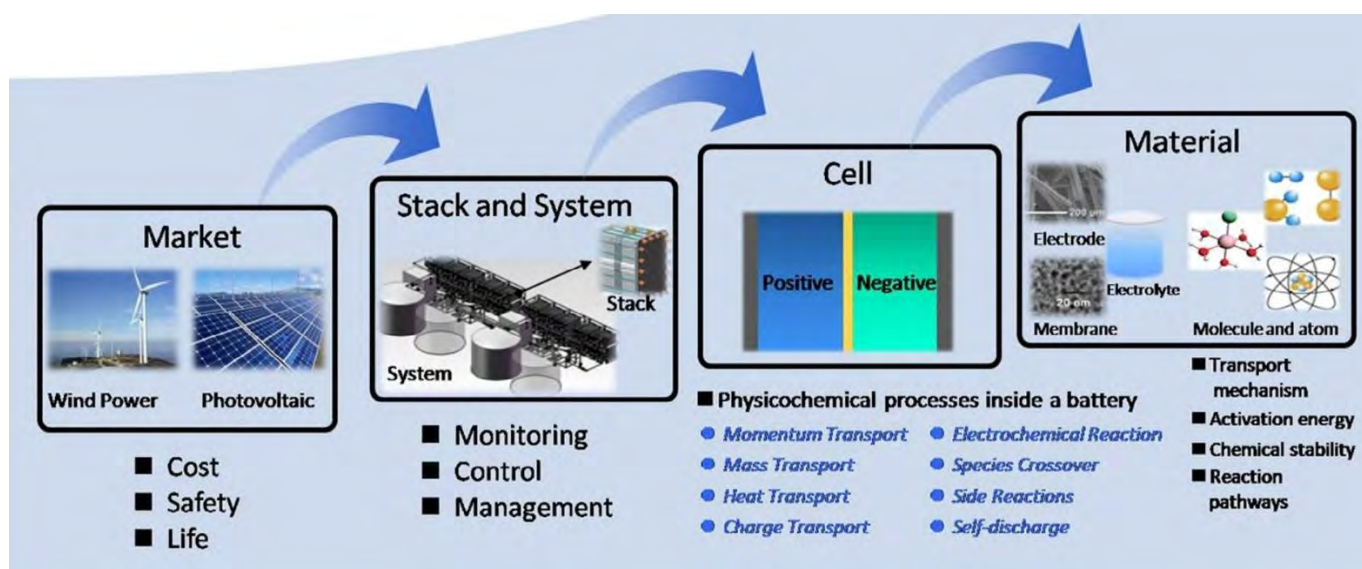 Market
Wind Power
Photovoltaic
Cost
Safety
Life
Stack and System
Stack
System
Monitoring
Control
Management
Cell
Positive
Negative
Physicochemical processes inside a battery
Momentum Transport
Mass Transport
Heat Transport
Charge Transport
Electrochemical Reaction
Species Crossover
Side Reactions
Self-discharge
Material
200 μm
Electrode
20 nm
Membrane
Electrolyte
Molecule and atom
Transport
mechanism
Activation energy
Chemical stability
Reaction
pathways